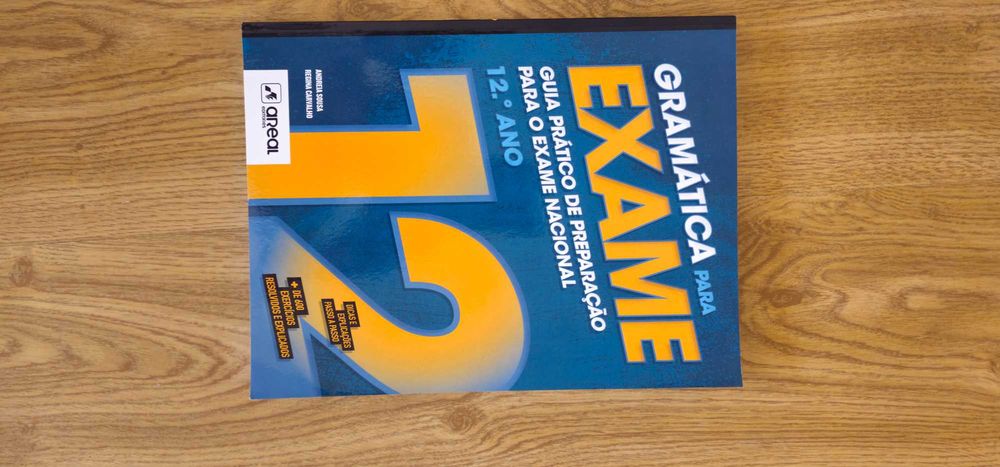 GRAMÁTICA PARA
EXAME
GUIA PRÁTICO DE PREPARAÇÃO
PARA O EXAME NACIONAL
12.º ANO
12
DICAS E
EXPLICAÇÕES
PASSO A PASSO
+ DE 600
EXERCÍCIOS
RESOLVIDOS E EXPLICADOS
ANDREIA SOUSA
REGINA CARVALHO
areal
EDITORES